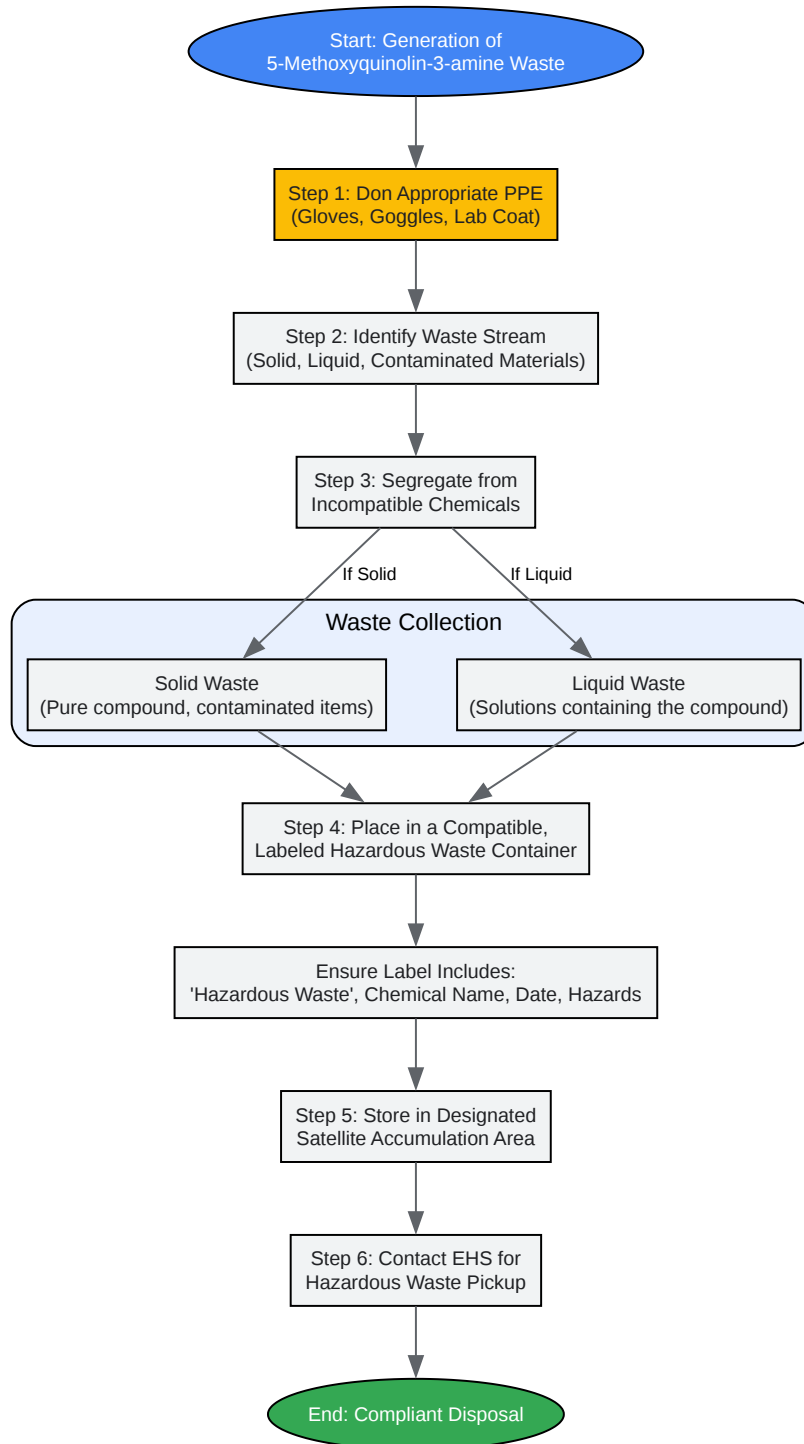 Start: Generation of
5-Methoxyquinolin-3-amine Waste
Step 1: Don Appropriate PPE
(Gloves, Goggles, Lab Coat)
Step 2: Identify Waste Stream
(Solid, Liquid, Contaminated Materials)
Step 3: Segregate from
Incompatible Chemicals
If Solid
If Liquid
Waste Collection
Solid Waste
(Pure compound, contaminated items)
Liquid Waste
(Solutions containing the compound)
Step 4: Place in a Compatible,
Labeled Hazardous Waste Container
Ensure Label Includes:
'Hazardous Waste', Chemical Name, Date, Hazards
Step 5: Store in Designated
Satellite Accumulation Area
Step 6: Contact EHS for
Hazardous Waste Pickup
End: Compliant Disposal